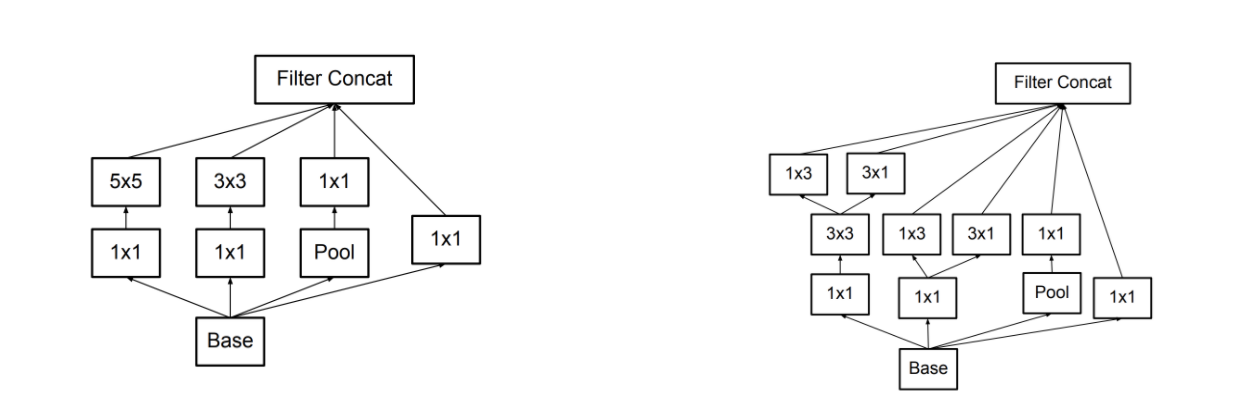 Filter Concat
5x5
3x3
1x1
1x1
1x1
1x1
Pool
Base
Filter Concat
1x3
3x1
3x3
1x3
3x1
1x1
1x1
1x1
Pool
1x1
Base